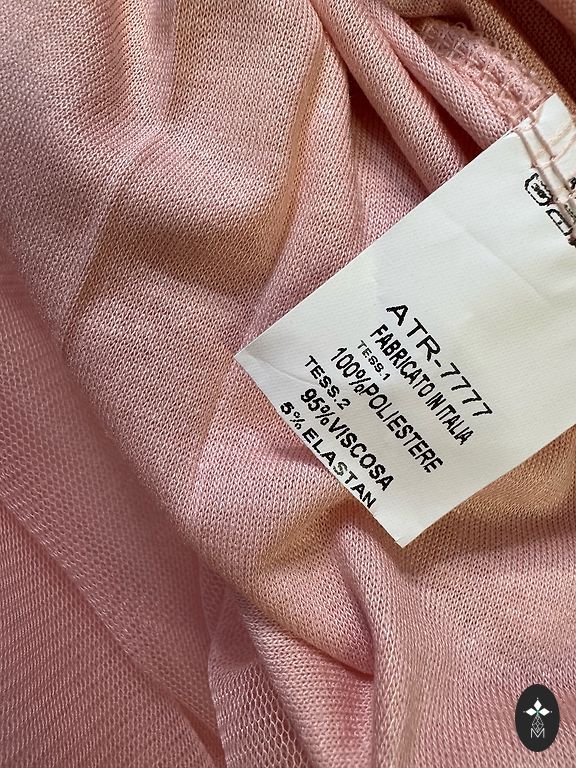 ATR-7777
FABRICATO IN ITALIA
TESS.1
100%POLIESTERE
TESS.2
95%VISCOSA
5%ELASTAN
M